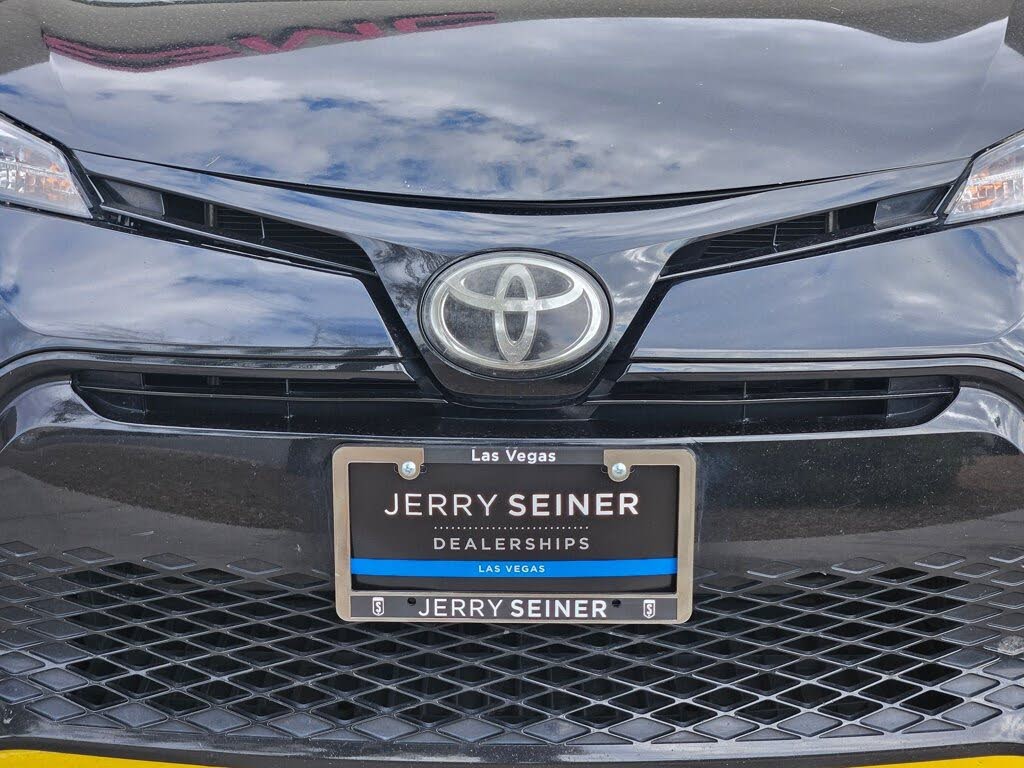 Las Vegas
JERRY SEINER
DEALERSHIPS
LAS VEGAS
JERRY SEINER